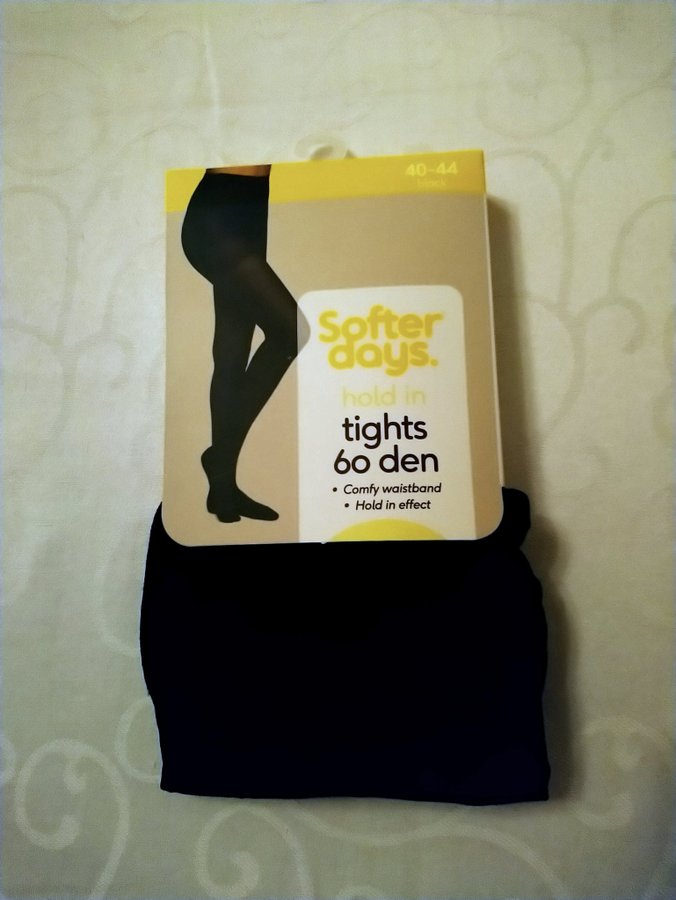 40-44
black
Softer
days.
hold in
tights
60 den
• Comfy waistband
• Hold in effect